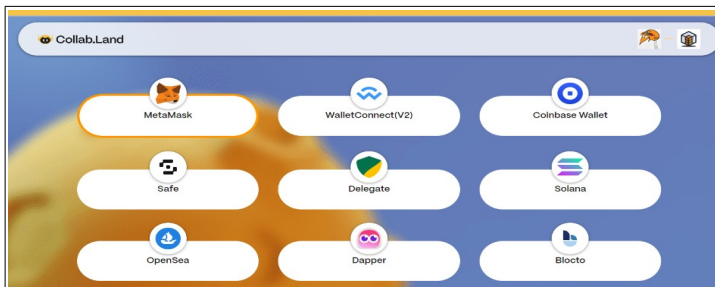 Collab.Land
MetaMask
WalletConnect(V2)
Coinbase Wallet
Safe
Delegate
Solana
OpenSea
Dapper
Blocto